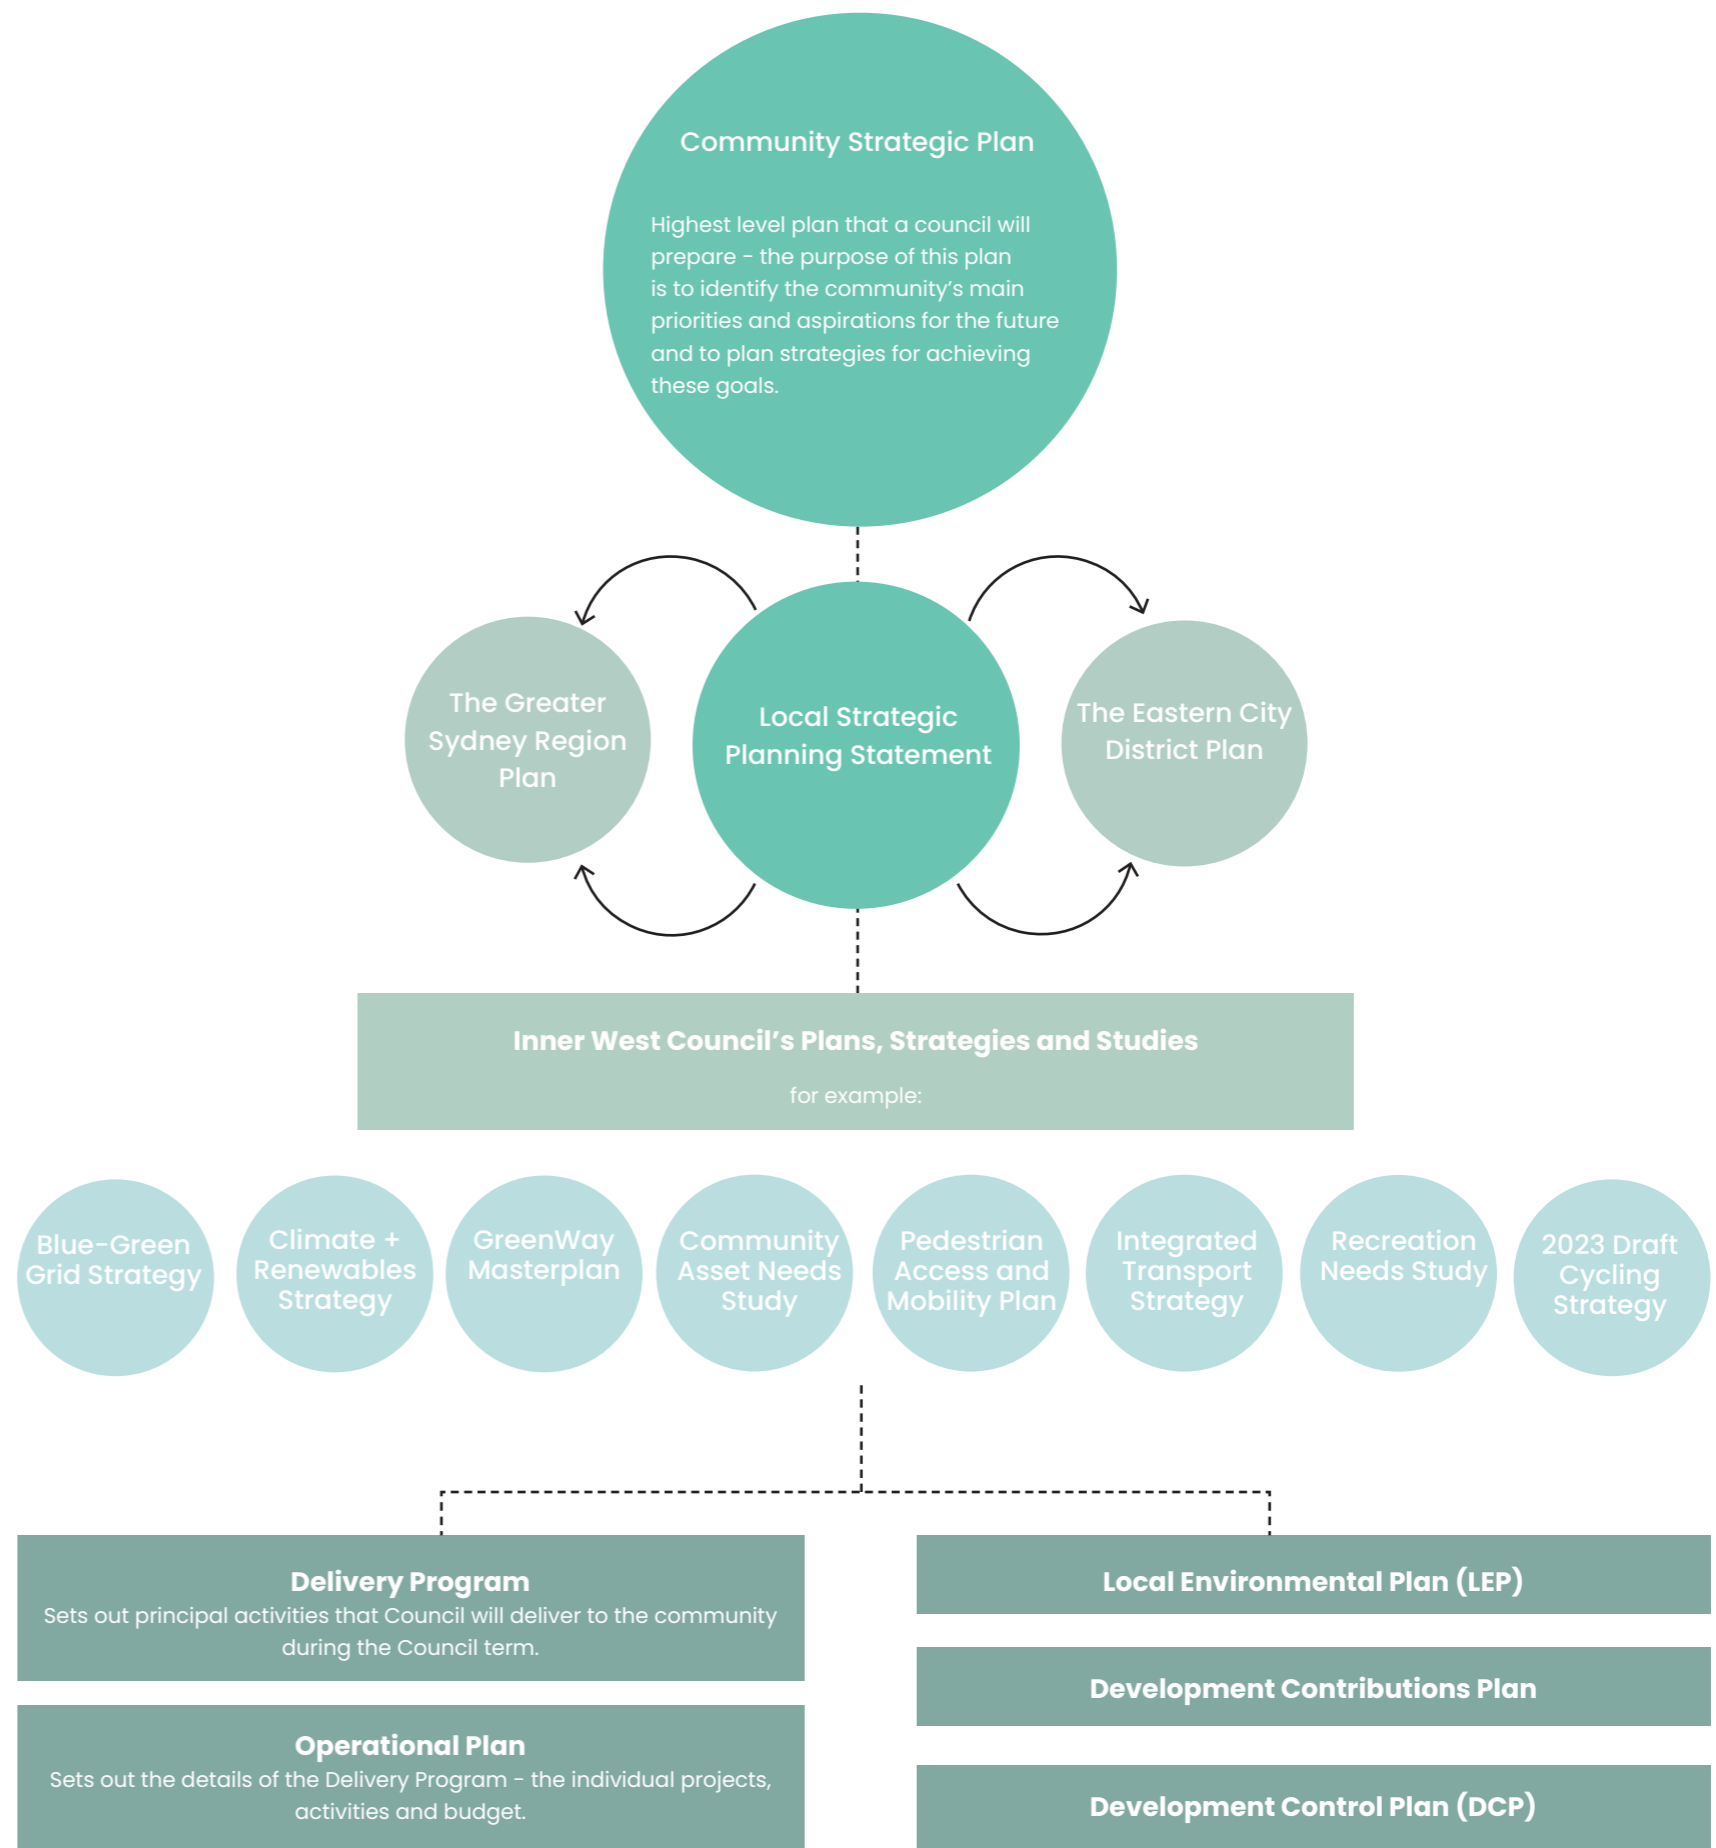 Community Strategic Plan
Highest level plan that a council will
prepare - the purpose of this plan
is to identify the community’s main
priorities and aspirations for the future
and to plan strategies for achieving
these goals.
The Greater
Sydney Region
Plan
Local Strategic
Planning Statement
The Eastern City
District Plan
Inner West Council’s Plans, Strategies and Studies
for example:
Blue-Green
Grid Strategy
Climate +
Renewables
Strategy
GreenWay
Masterplan
Community
Asset Needs
Study
Pedestrian
Access and
Mobility Plan
Integrated
Transport
Strategy
Recreation
Needs Study
2023 Draft
Cycling
Strategy
Delivery Program
Sets out principal activities that Council will deliver to the community
during the Council term.
Operational Plan
Sets out the details of the Delivery Program - the individual projects,
activities and budget.
Local Environmental Plan (LEP)
Development Contributions Plan
Development Control Plan (DCP)